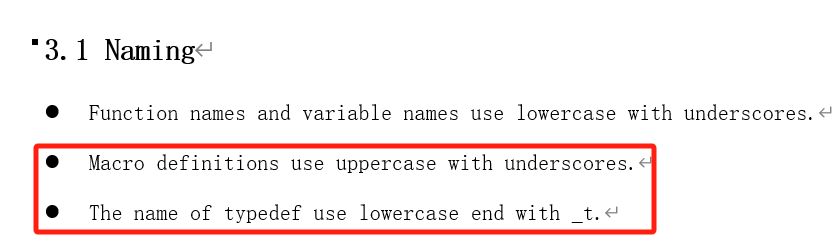 3.1 Naming
● Function names and variable names use lowercase with underscores.
● Macro definitions use uppercase with underscores.
● The name of typedef use lowercase end with _t.